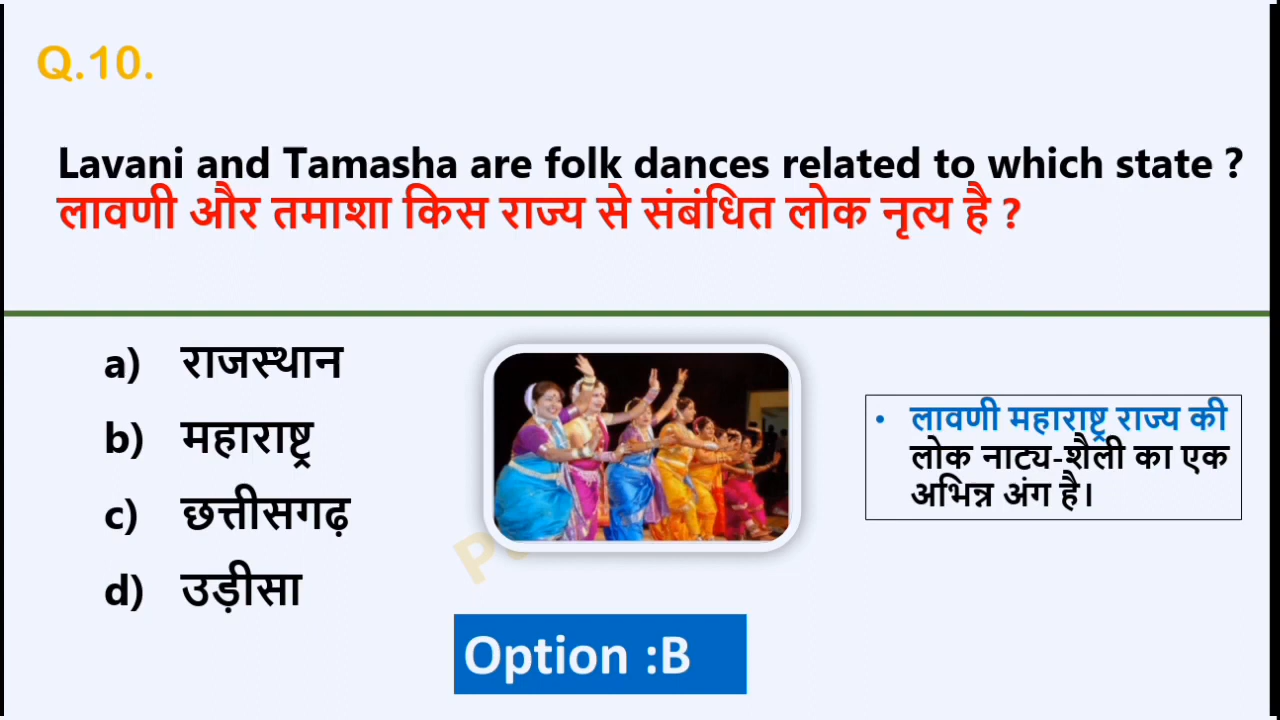 Q.10.
Lavani and Tamasha are folk dances related to which state ?
लावणी और तमाशा किस राज्य से संबंधित लोक नृत्य है ?
a) राजस्थान
b) महाराष्ट्र
c) छत्तीसगढ़
d) उड़ीसा
• लावणी महाराष्ट्र राज्य की
लोक नाट्य-शैली का एक
अभिन्न अंग है।
Option :B